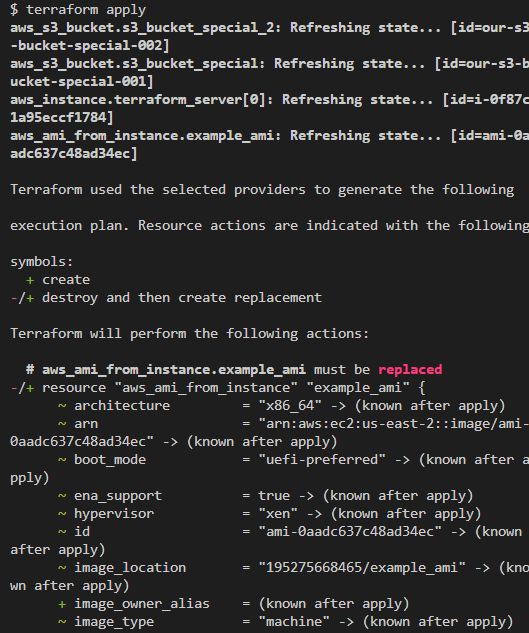 $ terraform apply
aws_s3_bucket.s3_bucket_special_2: Refreshing state... [id=our-s3
-bucket-special-002]
aws_s3_bucket.s3_bucket_special: Refreshing state... [id=our-s3-b
ucket-special-001]
aws_instance.terraform_server[0]: Refreshing state... [id=i-0f87c
1a95eccf1784]
aws_ami_from_instance.example_ami: Refreshing state... [id=ami-0a
adc637c48ad34ec]
Terraform used the selected providers to generate the following
execution plan. Resource actions are indicated with the following
symbols:
+ create
-/+ destroy and then create replacement
Terraform will perform the following actions:
# aws_ami_from_instance.example_ami must be replaced
-/+ resource "aws_ami_from_instance" "example_ami" {
~ architecture = "x86_64" -> (known after apply)
~ arn = "arn:aws:ec2:us-east-2::image/ami-
0aadc637c48ad34ec" -> (known after apply)
~ boot_mode = "uefi-preferred" -> (known after a
pply)
~ ena_support = true -> (known after apply)
~ hypervisor = "xen" -> (known after apply)
~ id = "ami-0aadc637c48ad34ec" -> (known
after apply)
~ image_location = "195275668465/example_ami" -> (kno
wn after apply)
+ image_owner_alias = (known after apply)
~ image_type = "machine" -> (known after apply)